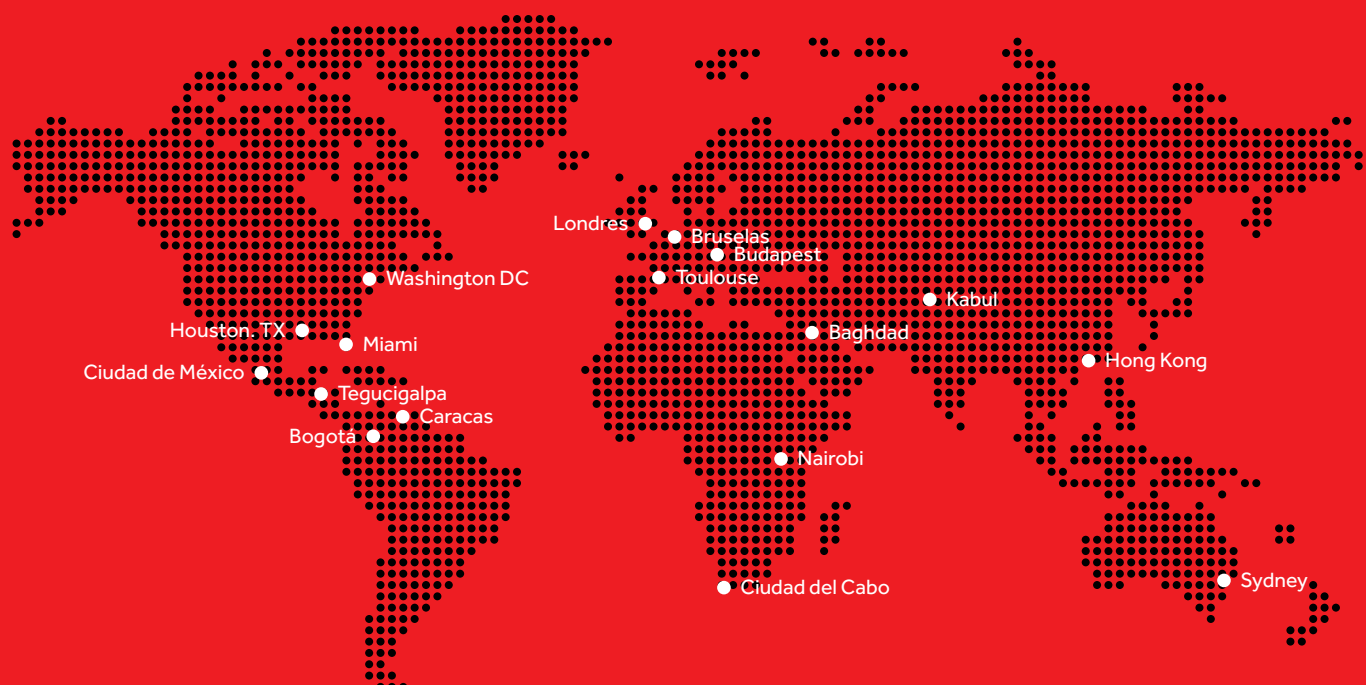 Londres
Bruselas
Budapest
Toulouse
Washington DC
Kabul
Houston. TX
Baghdad
Miami
Hong Kong
Ciudad de México
Tegucigalpa
Caracas
Bogotá
Nairobi
Sydney
Ciudad del Cabo